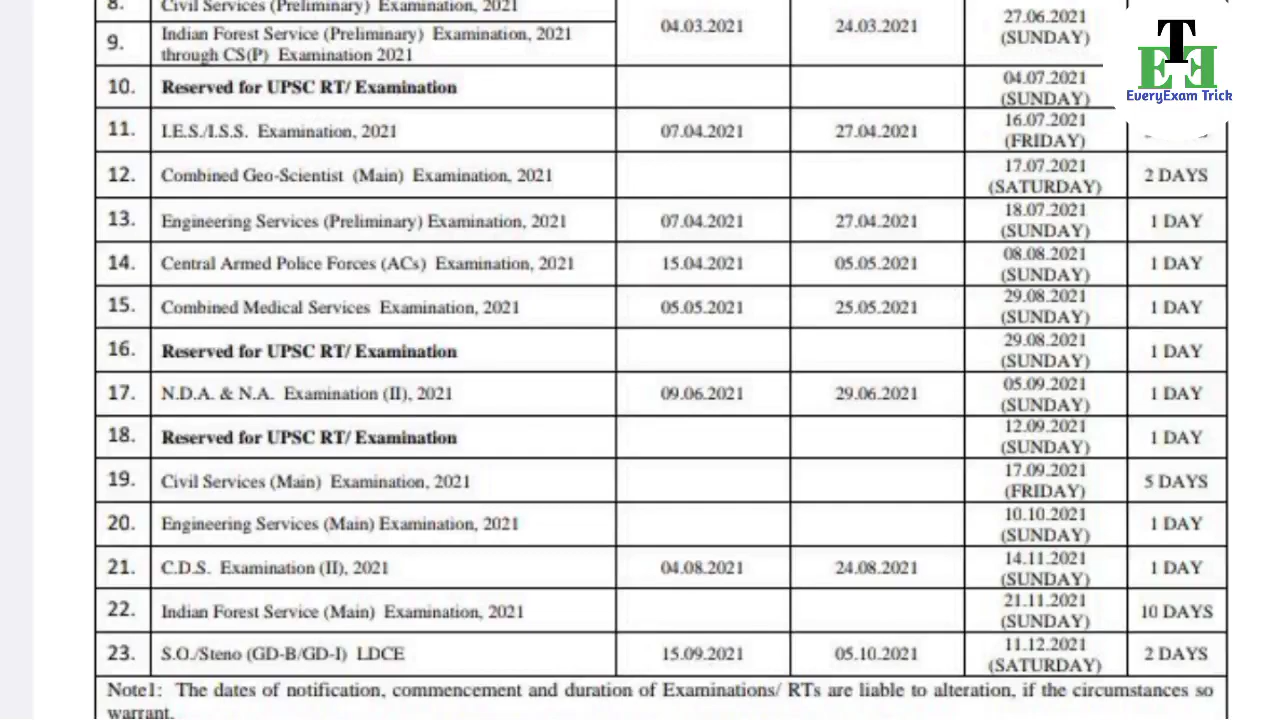 8. Civil Services (Preliminary) Examination, 2021 04.03.2021 24.03.2021 27.06.2021 (SUNDAY)
9. Indian Forest Service (Preliminary) Examination, 2021
through CS(P) Examination 2021
10. Reserved for UPSC RT/ Examination 04.07.2021 (SUNDAY)
11. I.E.S./I.S.S. Examination, 2021 07.04.2021 27.04.2021 16.07.2021 (FRIDAY)
12. Combined Geo-Scientist (Main) Examination, 2021 17.07.2021 (SATURDAY) 2 DAYS
13. Engineering Services (Preliminary) Examination, 2021 07.04.2021 27.04.2021 18.07.2021 (SUNDAY) 1 DAY
14. Central Armed Police Forces (ACs) Examination, 2021 15.04.2021 05.05.2021 08.08.2021 (SUNDAY) 1 DAY
15. Combined Medical Services Examination, 2021 05.05.2021 25.05.2021 29.08.2021 (SUNDAY) 1 DAY
16. Reserved for UPSC RT/ Examination 29.08.2021 (SUNDAY) 1 DAY
17. N.D.A. & N.A. Examination (II), 2021 09.06.2021 29.06.2021 05.09.2021 (SUNDAY) 1 DAY
18. Reserved for UPSC RT/ Examination 12.09.2021 (SUNDAY) 1 DAY
19. Civil Services (Main) Examination, 2021 17.09.2021 (FRIDAY) 5 DAYS
20. Engineering Services (Main) Examination, 2021 10.10.2021 (SUNDAY) 1 DAY
21. C.D.S. Examination (II), 2021 04.08.2021 24.08.2021 14.11.2021 (SUNDAY) 1 DAY
22. Indian Forest Service (Main) Examination, 2021 21.11.2021 (SUNDAY) 10 DAYS
23. S.O./Steno (GD-B/GD-I) LDCE 15.09.2021 05.10.2021 11.12.2021 (SATURDAY) 2 DAYS
Note1: The dates of notification, commencement and duration of Examinations/ RTs are liable to alteration, if the circumstances so
warrant.
ETE
EveryExam Trick